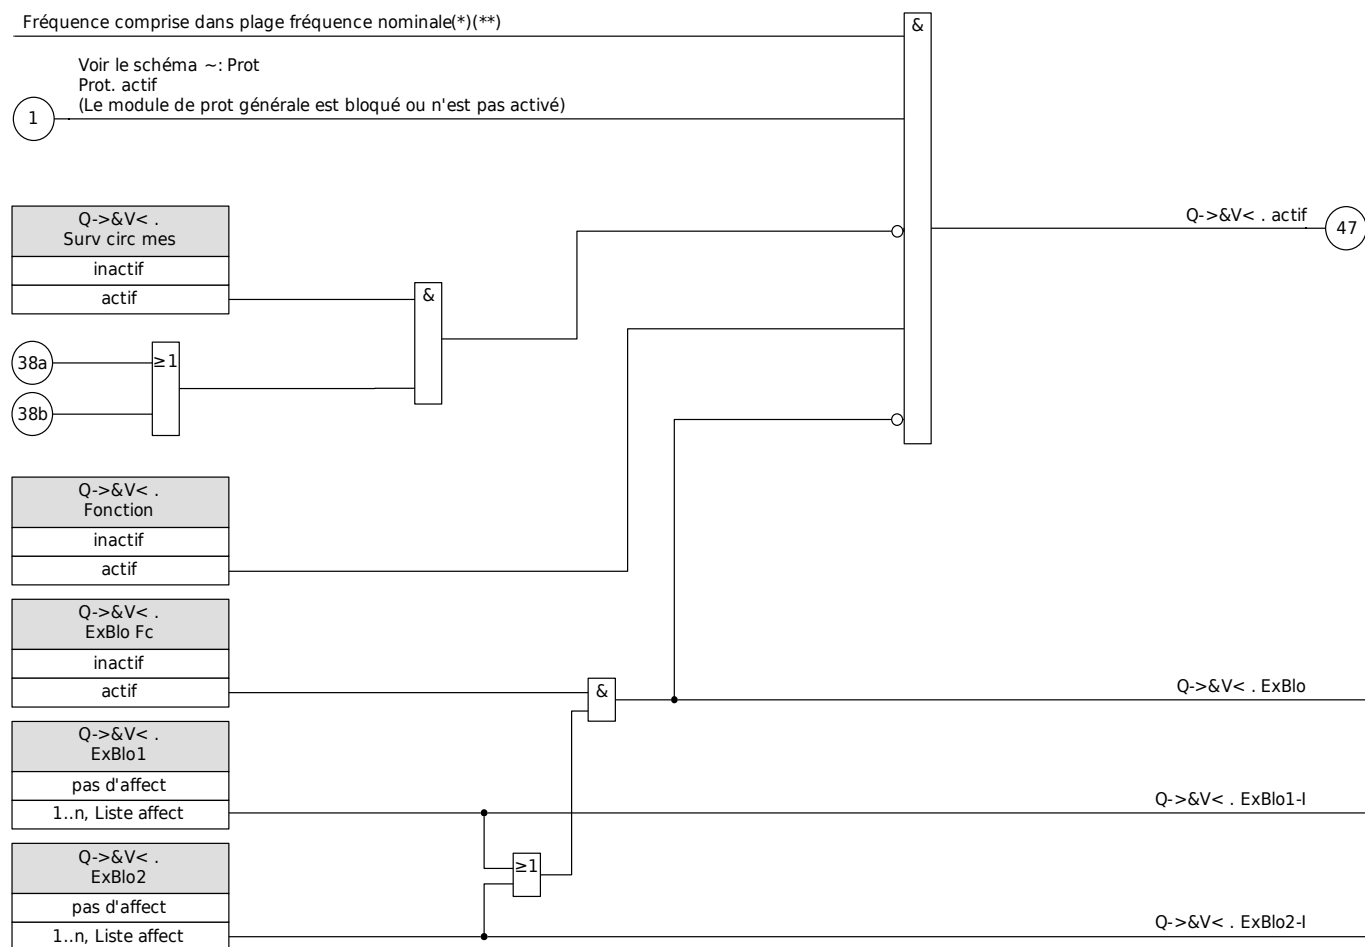 Fréquence comprise dans plage fréquence nominale(*)(**)
&
Voir le schéma ~: Prot
Prot. actif
(Le module de prot générale est bloqué ou n'est pas activé)
1
Q->&V< .
Surv circ mes
inactif
actif
&
Q->&V< . actif
47
38a
≥1
38b
Q->&V< .
Fonction
inactif
actif
Q->&V< .
ExBlo Fc
inactif
actif
&
Q->&V< . ExBlo
Q->&V< .
ExBlo1
pas d'affect
1..n, Liste affect
Q->&V< . ExBlo1-I
≥1
Q->&V< .
ExBlo2
pas d'affect
1..n, Liste affect
Q->&V< . ExBlo2-I